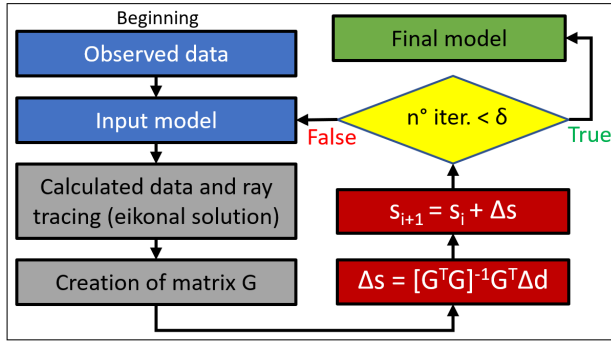 Beginning
Observed data
Input model
Calculated data and ray
tracing (eikonal solution)
Creation of matrix G
Δs = [GᵀG]⁻¹GᵀΔd
sᵢ₊₁ = sᵢ + Δs
n° iter. < δ
False
True
Final model